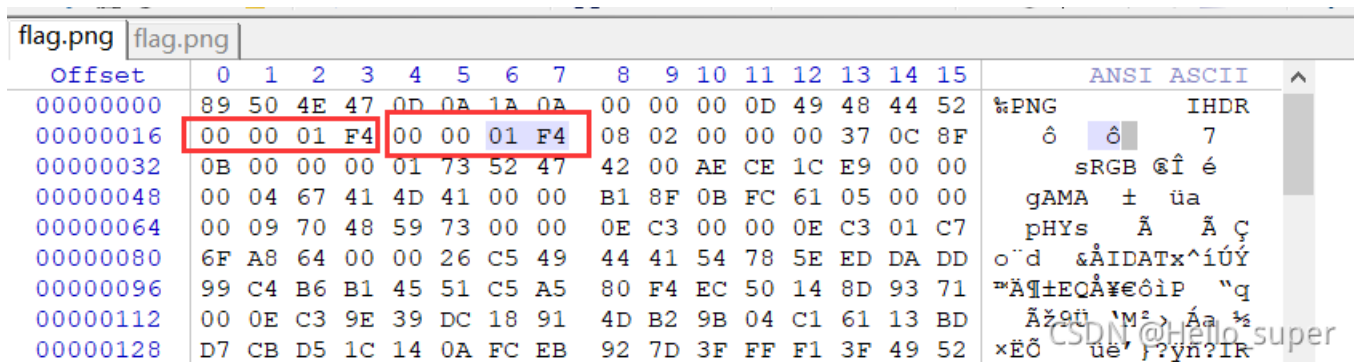 flag.png flag.png
Offset 0 1 2 3 4 5 6 7 8 9 10 11 12 13 14 15 ANSI ASCII
00000000 89 50 4E 47 0D 0A 1A 0A 00 00 00 0D 49 48 44 52 ‰PNG IHDR
00000016 00 00 01 F4 00 00 01 F4 08 02 00 00 00 37 0C 8F ô ô 7
00000032 0B 00 00 00 01 73 52 47 42 00 AE CE 1C E9 00 00 sRGB ®Î é
00000048 00 04 67 41 4D 41 00 00 B1 8F 0B FC 61 05 00 00 gAMA ± üa
00000064 00 09 70 48 59 73 00 00 0E C3 00 00 0E C3 01 C7 pHYs Ã Ã Ç
00000080 6F A8 64 00 00 26 C5 49 44 41 54 78 5E ED DA DD o¨d &ÅIDATx^íÚÝ
00000096 99 C4 B6 B1 45 51 C5 A5 80 F4 EC 50 14 8D 93 71 ™Ä¶±EQÅ¥€ôìP “q
00000112 00 0E C3 9E 39 DC 18 91 4D B2 9B 04 C1 61 13 BD Ãž9Ü ‘M²› Áa ½
00000128 D7 CB D5 1C 14 0A FC EB 92 7D 3F FF F1 3F 49 52 ×ËÕ üë’}?ÿñ?IR
CSDN @Hello_super